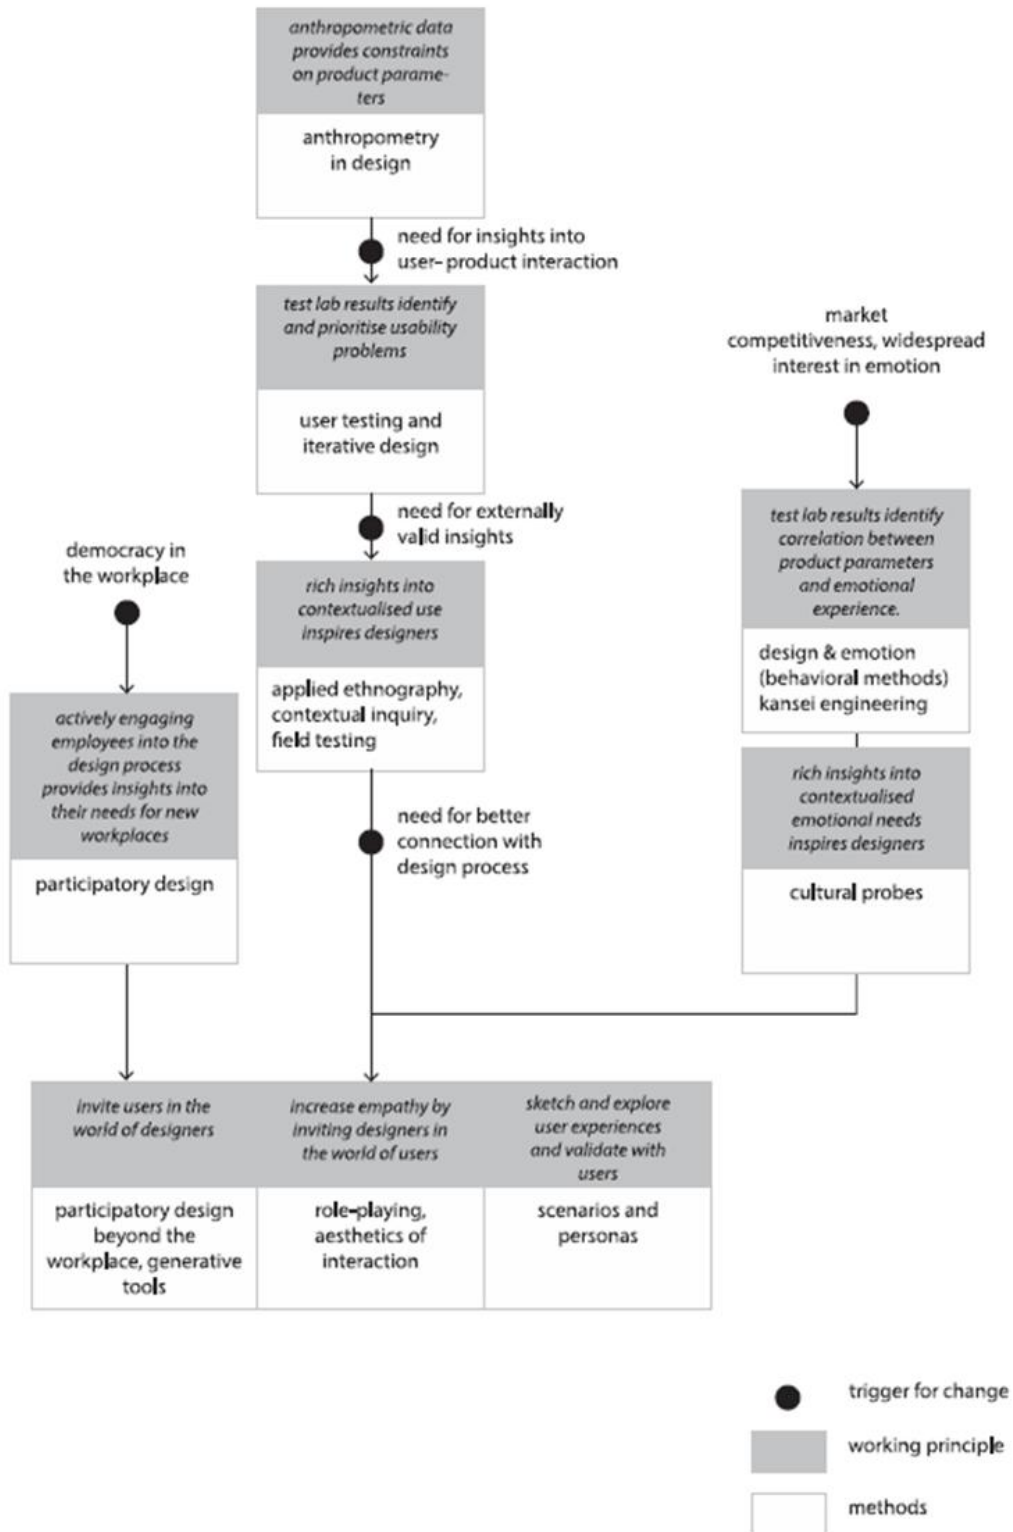 anthropometric data
provides constraints
on product parame-
ters
anthropometry
in design
need for insights into
user- product interaction
test lab results identify
and prioritise usability
problems
user testing and
iterative design
need for externally
valid insights
rich insights into
contextualised use
inspires designers
applied ethnography,
contextual inquiry,
field testing
need for better
connection with
design process
democracy in
the workplace
actively engaging
employees into the
design process
provides insights into
their needs for new
workplaces
participatory design
market
competitiveness, widespread
interest in emotion
test lab results identify
correlation between
product parameters
and emotional
experience.
design & emotion
(behavioral methods)
kansei engineering
rich insights into
contextualised
emotional needs
inspires designers
cultural probes
invite users in the
world of designers
participatory design
beyond the
workplace, generative
tools
increase empathy by
inviting designers in
the world of users
role-playing,
aesthetics of
interaction
sketch and explore
user experiences
and validate with
users
scenarios and
personas
trigger for change
working principle
methods